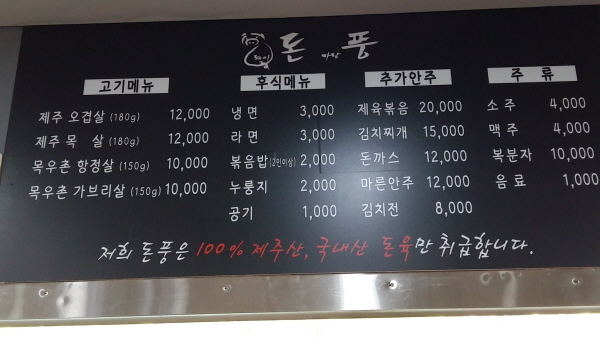 돈 마담 풍
고기메뉴
제주 오겹살 (180g) 12,000
제주 목 살 (180g) 12,000
목우촌 항정살 (150g) 10,000
목우촌 가브리살 (150g) 10,000
후식메뉴
냉면 3,000
라면 3,000
볶음밥 (2인이상) 2,000
누룽지 2,000
공기 1,000
추가안주
제육볶음 20,000
김치찌개 15,000
돈까스 12,000
마른안주 12,000
김치전 8,000
주 류
소주 4,000
맥주 4,000
복분자 10,000
음료 1,000
저희 돈풍은 100% 제주산, 국내산 돈육만 취급합니다.